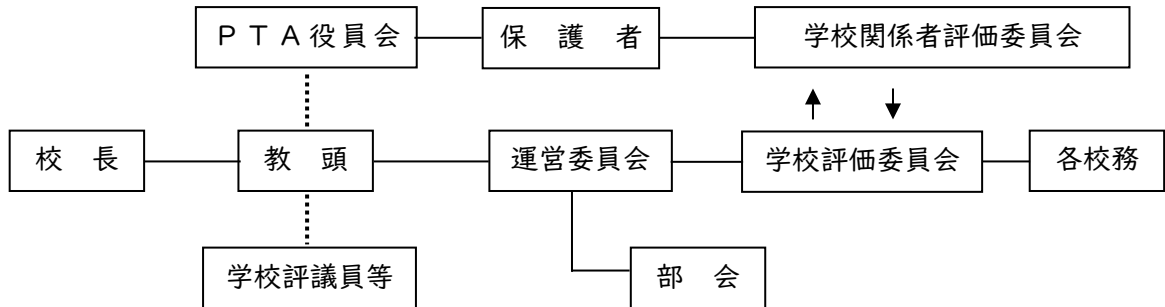 ＰＴＡ役員会
保　護　者
学校関係者評価委員会
校　長
教　頭
運営委員会
学校評価委員会
各校務
学校評議員等
部　会